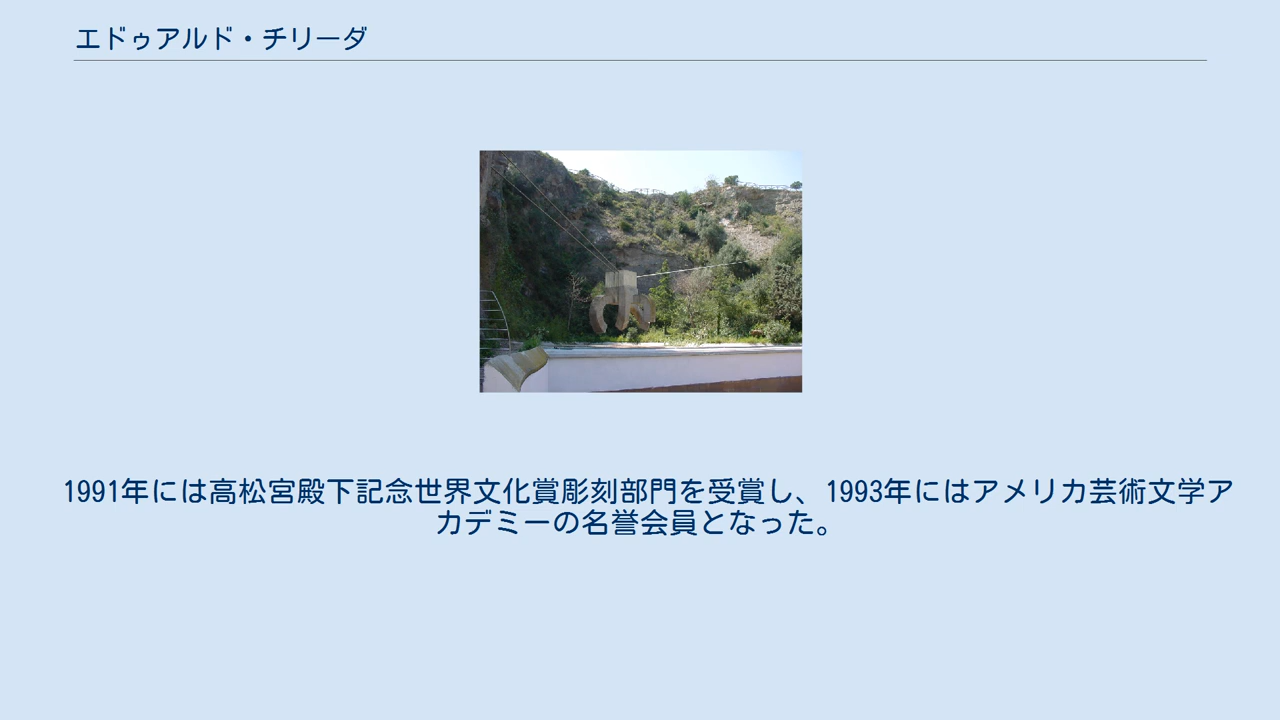 エドゥアルド・チリーダ
1991年には高松宮殿下記念世界文化賞彫刻部門を受賞し、1993年にはアメリカ芸術文学ア
カデミーの名誉会員となった。